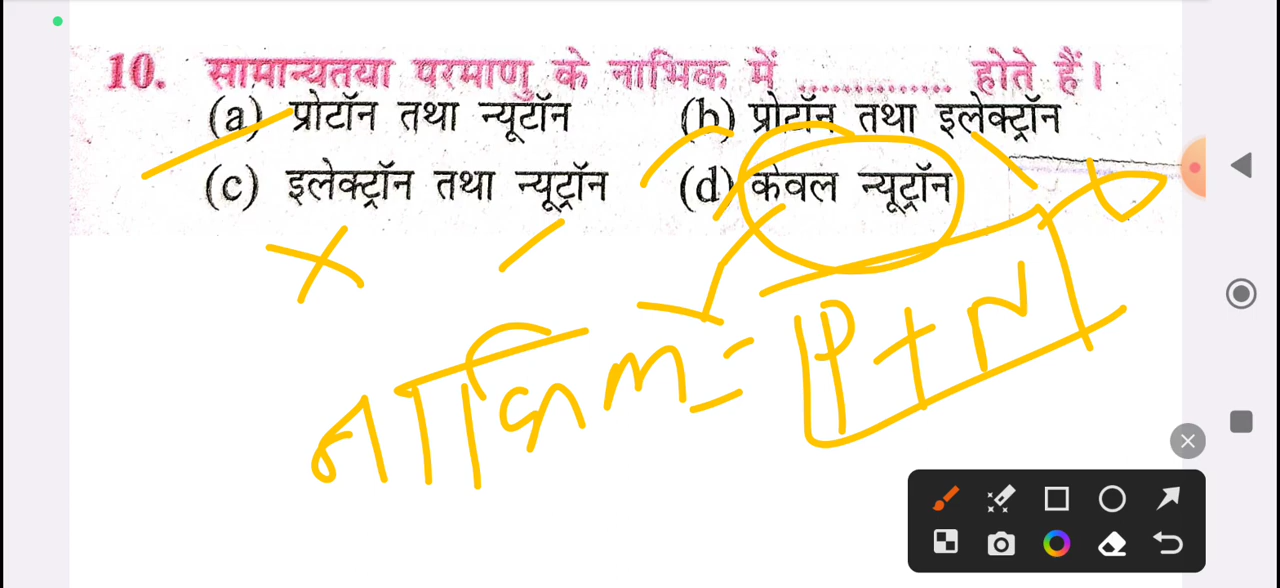 10. सामान्यतया परमाणु के नाभिक में .............. होते हैं।
(a) प्रोटॉन तथा न्यूटॉन (b) प्रोटॉन तथा इलेक्ट्रॉन
(c) इलेक्ट्रॉन तथा न्यूट्रॉन (d) केवल न्यूट्रॉन
= P + N